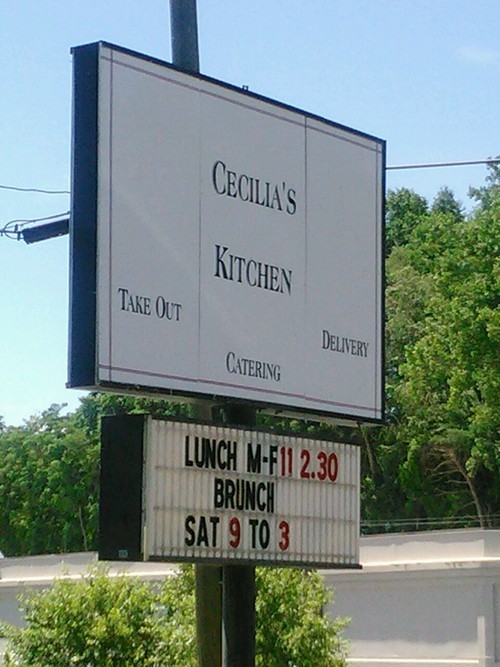 CECILIA'S
KITCHEN
TAKE OUT
CATERING
DELIVERY
LUNCH M-F 11 2.30
BRUNCH
SAT 9 TO 3